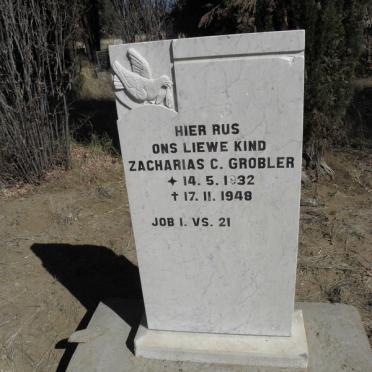 HIER RUS
ONS LIEWE KIND
ZACHARIAS C. GROBLER
✦ 14. 5. 1932
✝ 17. 11. 1948
JOB 1. VS. 21